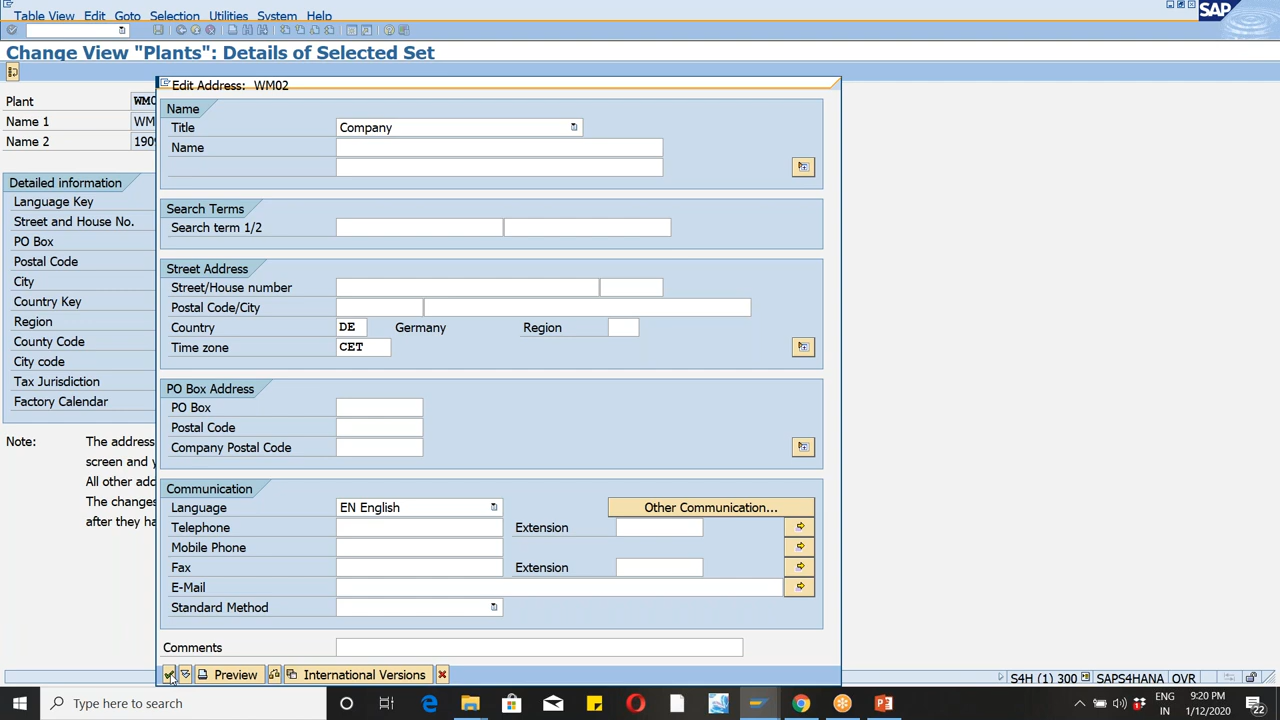 Table View Edit Goto Selection Utilities System Help
SAP
Change View "Plants": Details of Selected Set
Edit Address: WM02
Plant
Name 1 WM
Name 2 190
Detailed information
Language Key
Street and House No.
PO Box
Postal Code
City
Country Key
Region
County Code
City code
Tax Jurisdiction
Factory Calendar
Note: The address
screen and y
All other add
The changes
after they ha
Name
Title Company
Name
Search Terms
Search term 1/2
Street Address
Street/House number
Postal Code/City
Country DE Germany Region
Time zone CET
PO Box Address
PO Box
Postal Code
Company Postal Code
Communication
Language EN English Other Communication...
Telephone Extension
Mobile Phone
Fax Extension
E-Mail
Standard Method
Comments
Preview International Versions
S4H (1) 300 SAPS4HANA OVR
Type here to search
ENG 9:20 PM
IN 1/12/2020
22